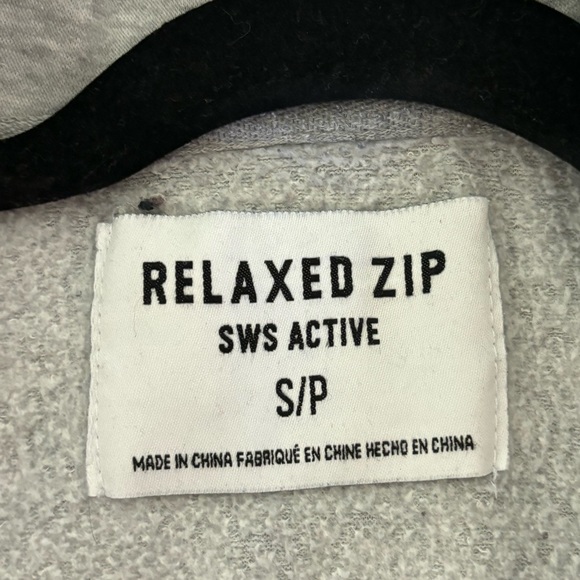 RELAXED ZIP
SWS ACTIVE
S/P
MADE IN CHINA FABRIQUÉ EN CHINE HECHO EN CHINA